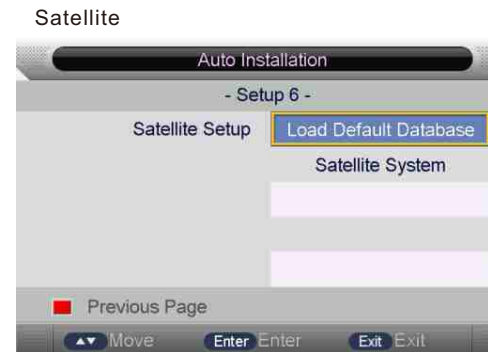 Satellite
Auto Installation
- Setup 6 -
Satellite Setup Load Default Database
Satellite System
Previous Page
▲▼ Move Enter Enter Exit Exit